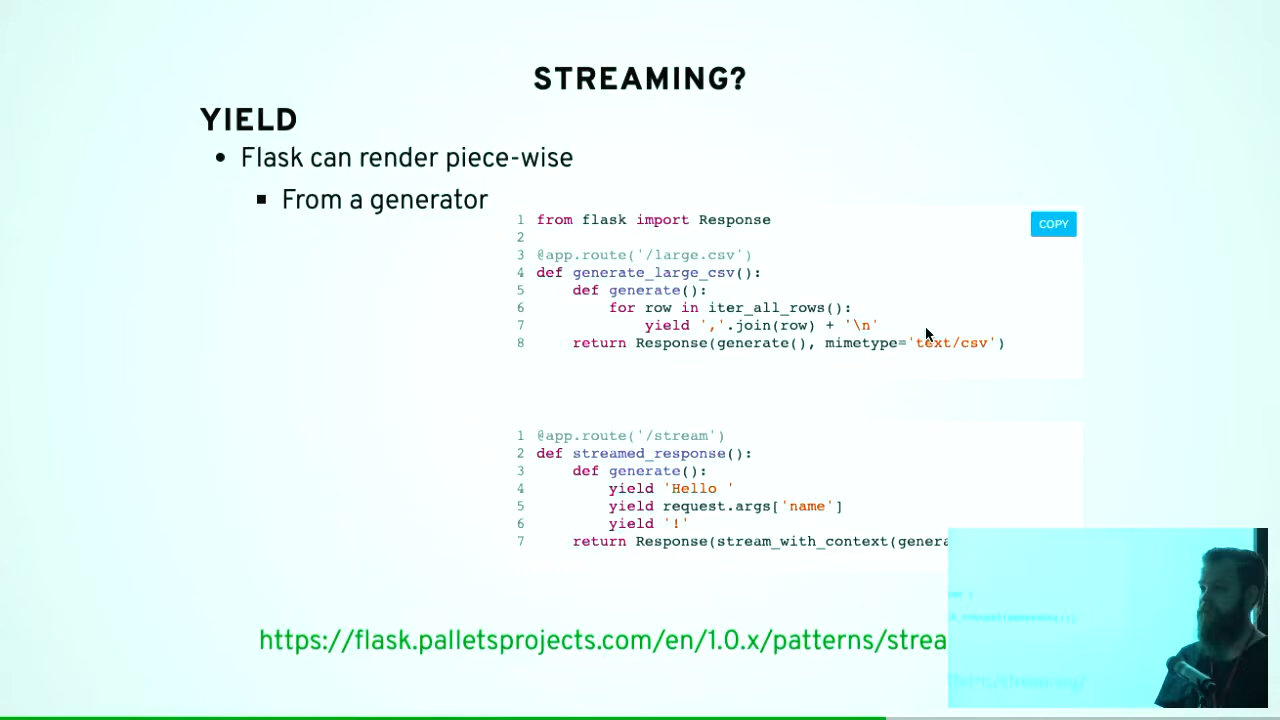 STREAMING?
YIELD
Flask can render piece-wise
From a generator
1 from flask import Response
COPY
2
3 @app.route('/large.csv')
4 def generate_large_csv():
5     def generate():
6         for row in iter_all_rows():
7             yield ','.join(row) + '\n'
8     return Response(generate(), mimetype='text/csv')
1 @app.route('/stream')
2 def streamed_response():
3     def generate():
4         yield 'Hello '
5         yield request.args['name']
6         yield '!'
7     return Response(stream_with_context(genera
https://flask.palletsprojects.com/en/1.0.x/patterns/strea